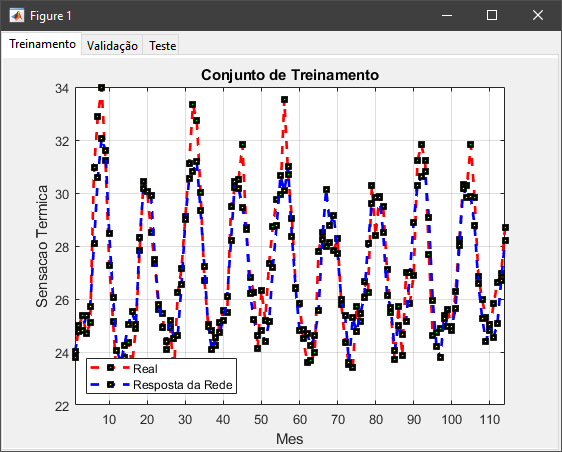 Figure 1
Treinamento Validação Teste
Conjunto de Treinamento
34
32
30
28
26
24
22
Sensacao Termica
Real
Resposta da Rede
10 20 30 40 50 60 70 80 90 100 110
Mes